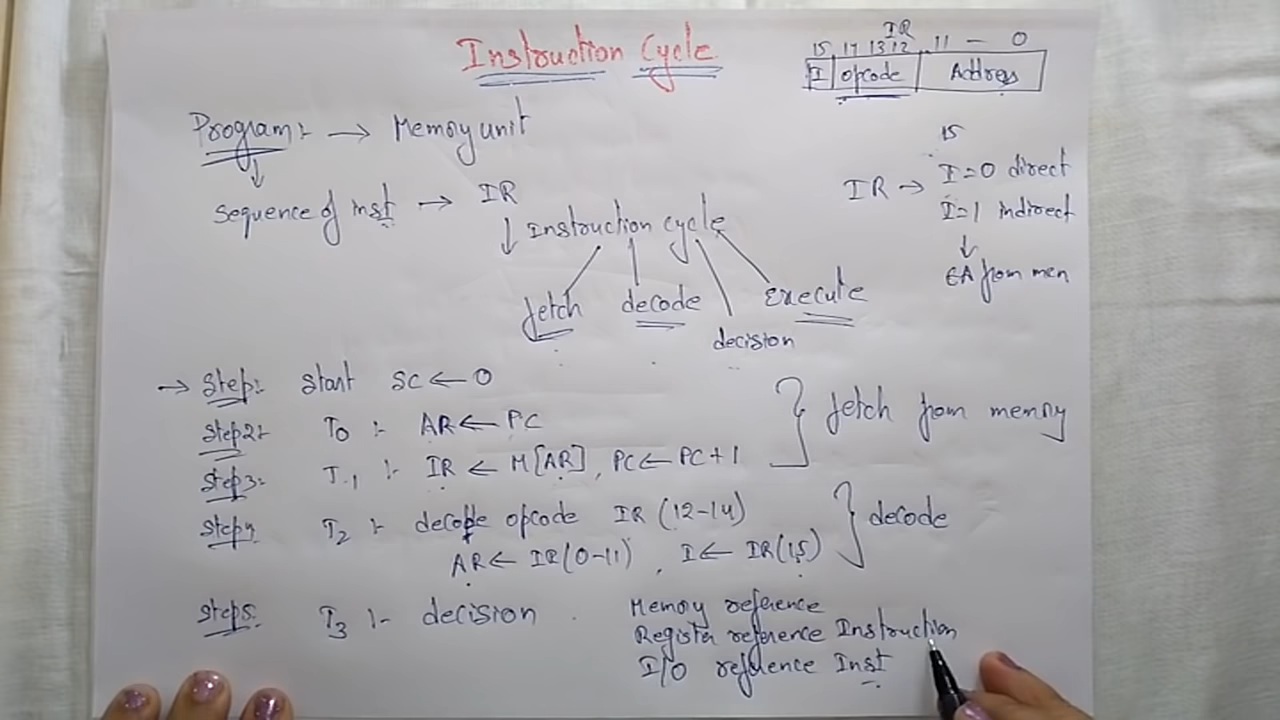 Instruction Cycle
IR
15 14 13 12 11 - 0
I opcode Address
Program:- → Memory unit
↓
Sequence of inst → IR
↓ Instruction cycle
fetch decode decision execute
15
IR → I=0 direct
I=1 indirect
↓
EA from mem
→ Step:- start SC ← 0
Step2:- T0 :- AR ← PC
Step3:- T1 :- IR ← M[AR], PC ← PC+1
} fetch from memory
Step4 T2 :- decode opcode IR (12-14)
AR ← IR(0-11), I ← IR(15)
} decode
Step5: T3 :- decision
Memory reference
Register reference Instruction
I/O reference Inst